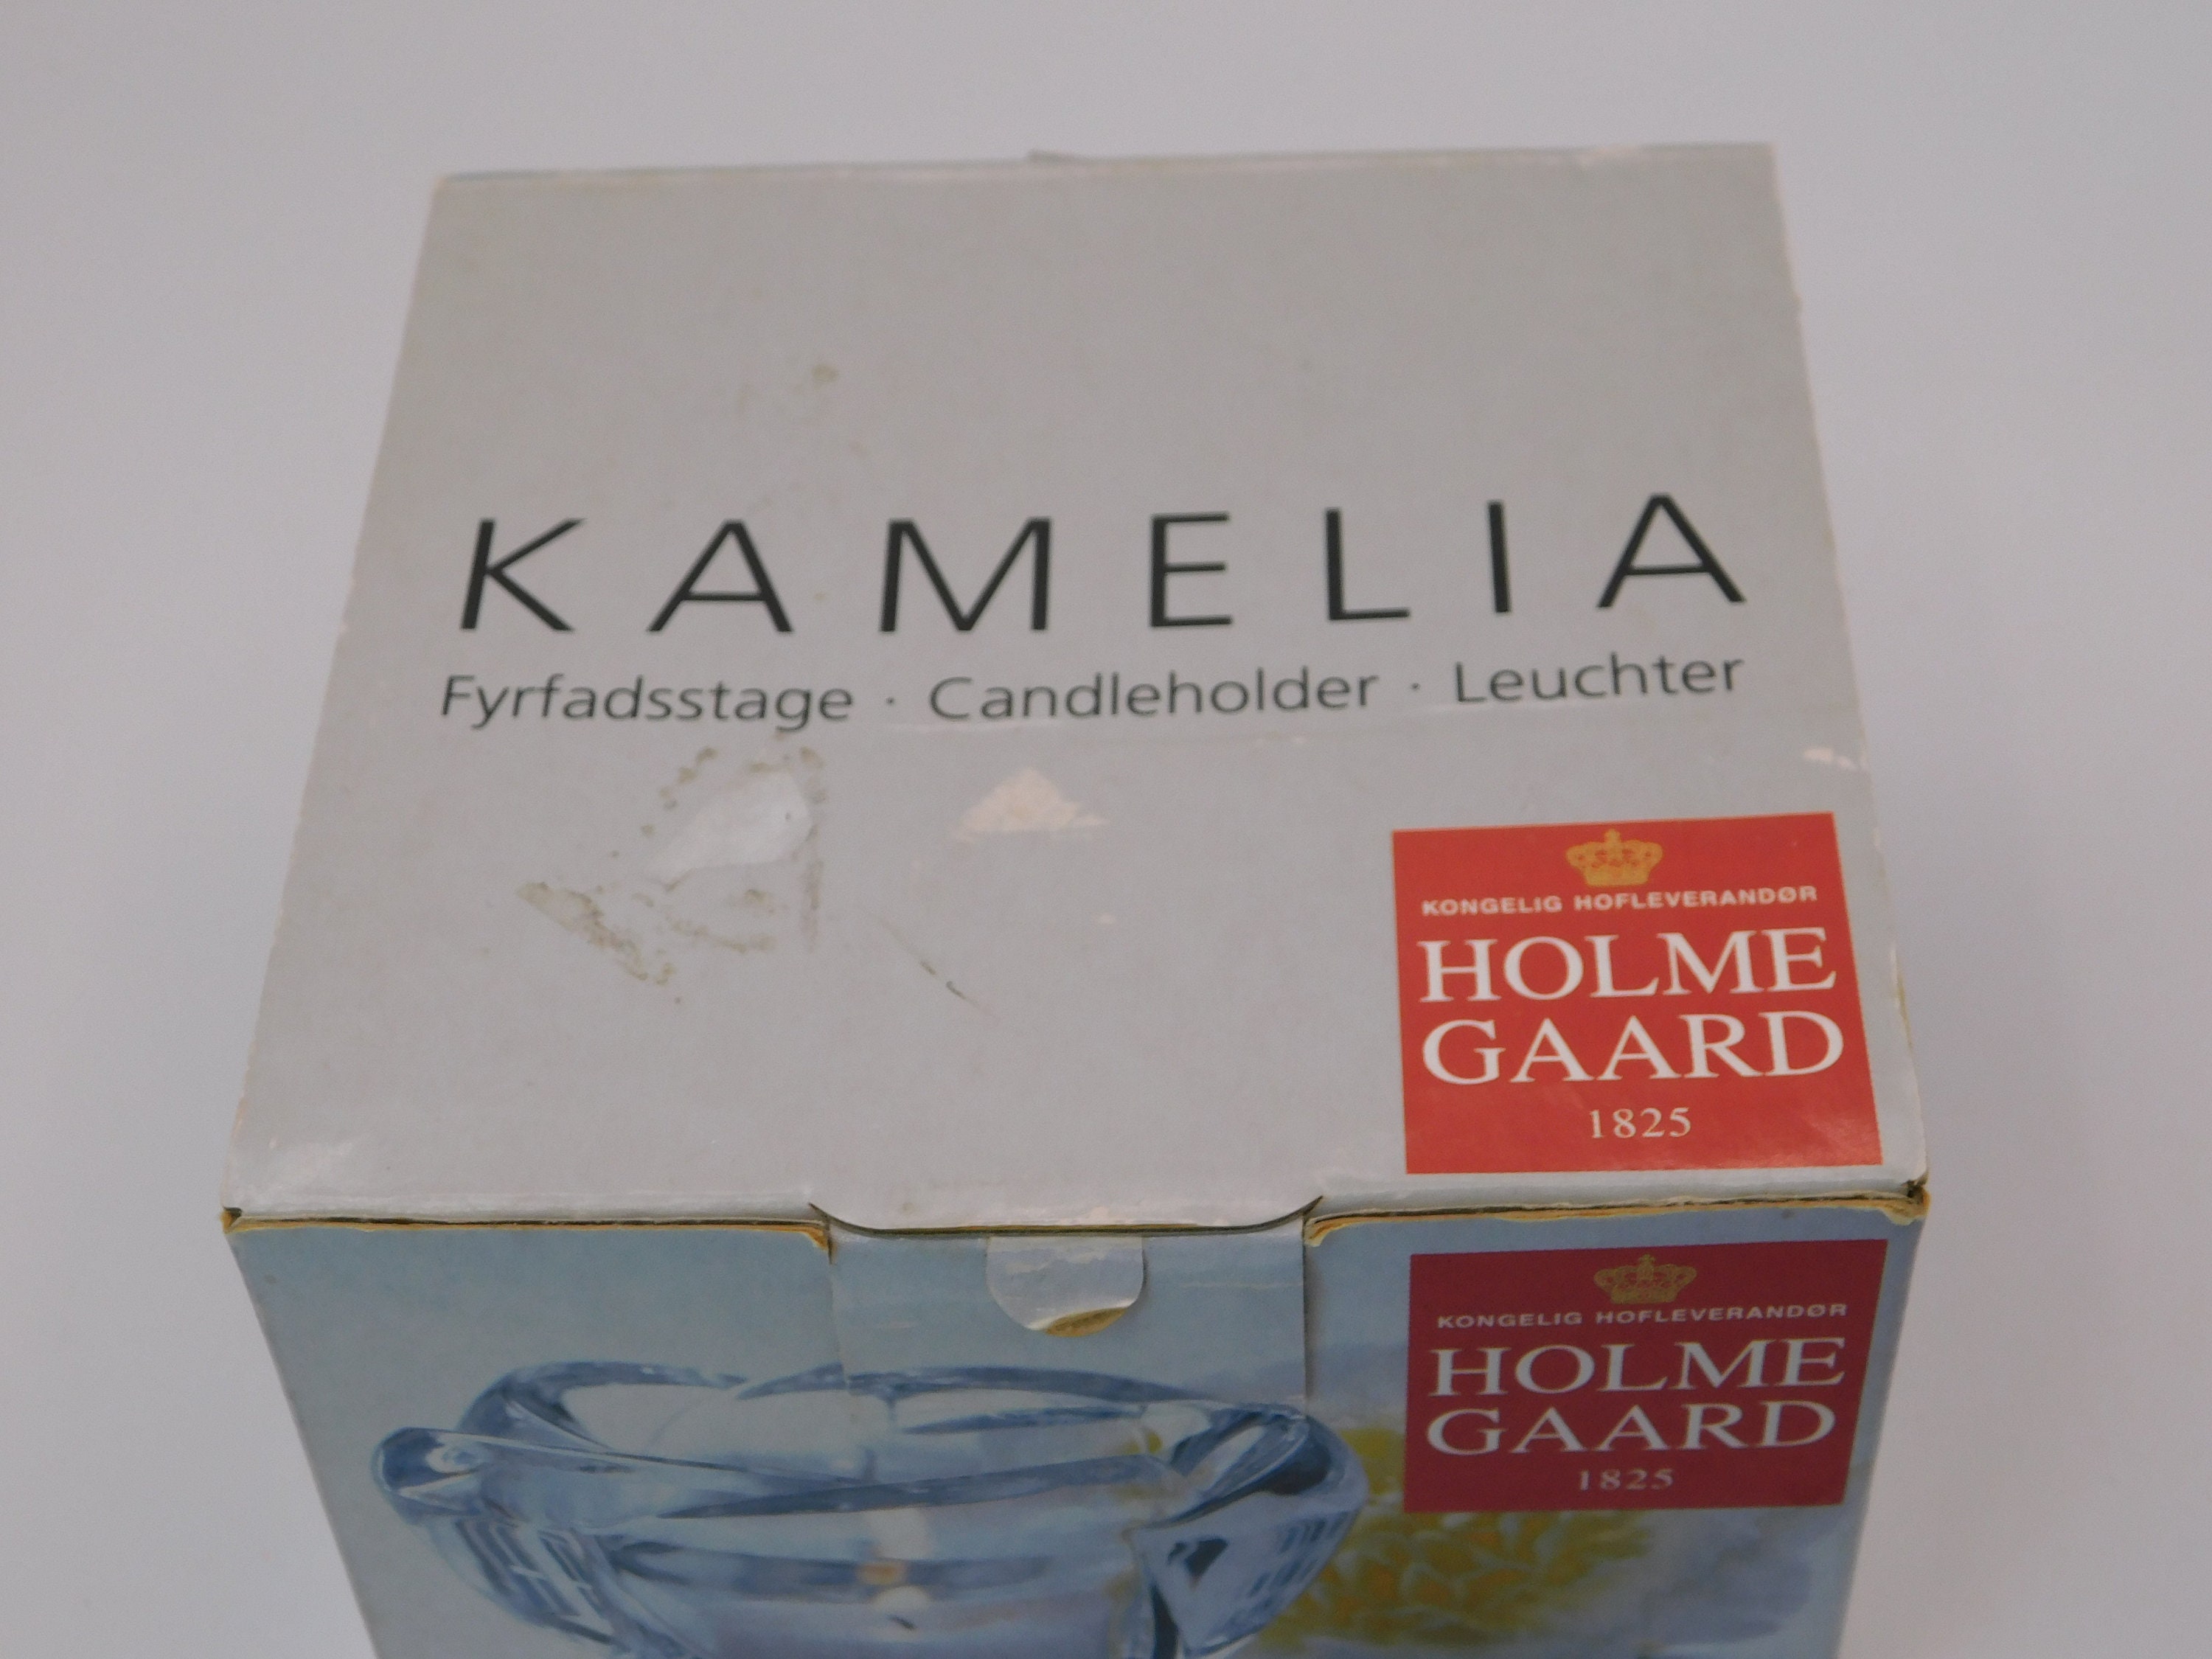 KAMELIA
Fyrfadsstage · Candleholder · Leuchter
KONGELIG HOFLEVERANDØR
HOLME
GAARD
1825
KONGELIG HOFLEVERANDØR
HOLME
GAARD
1825